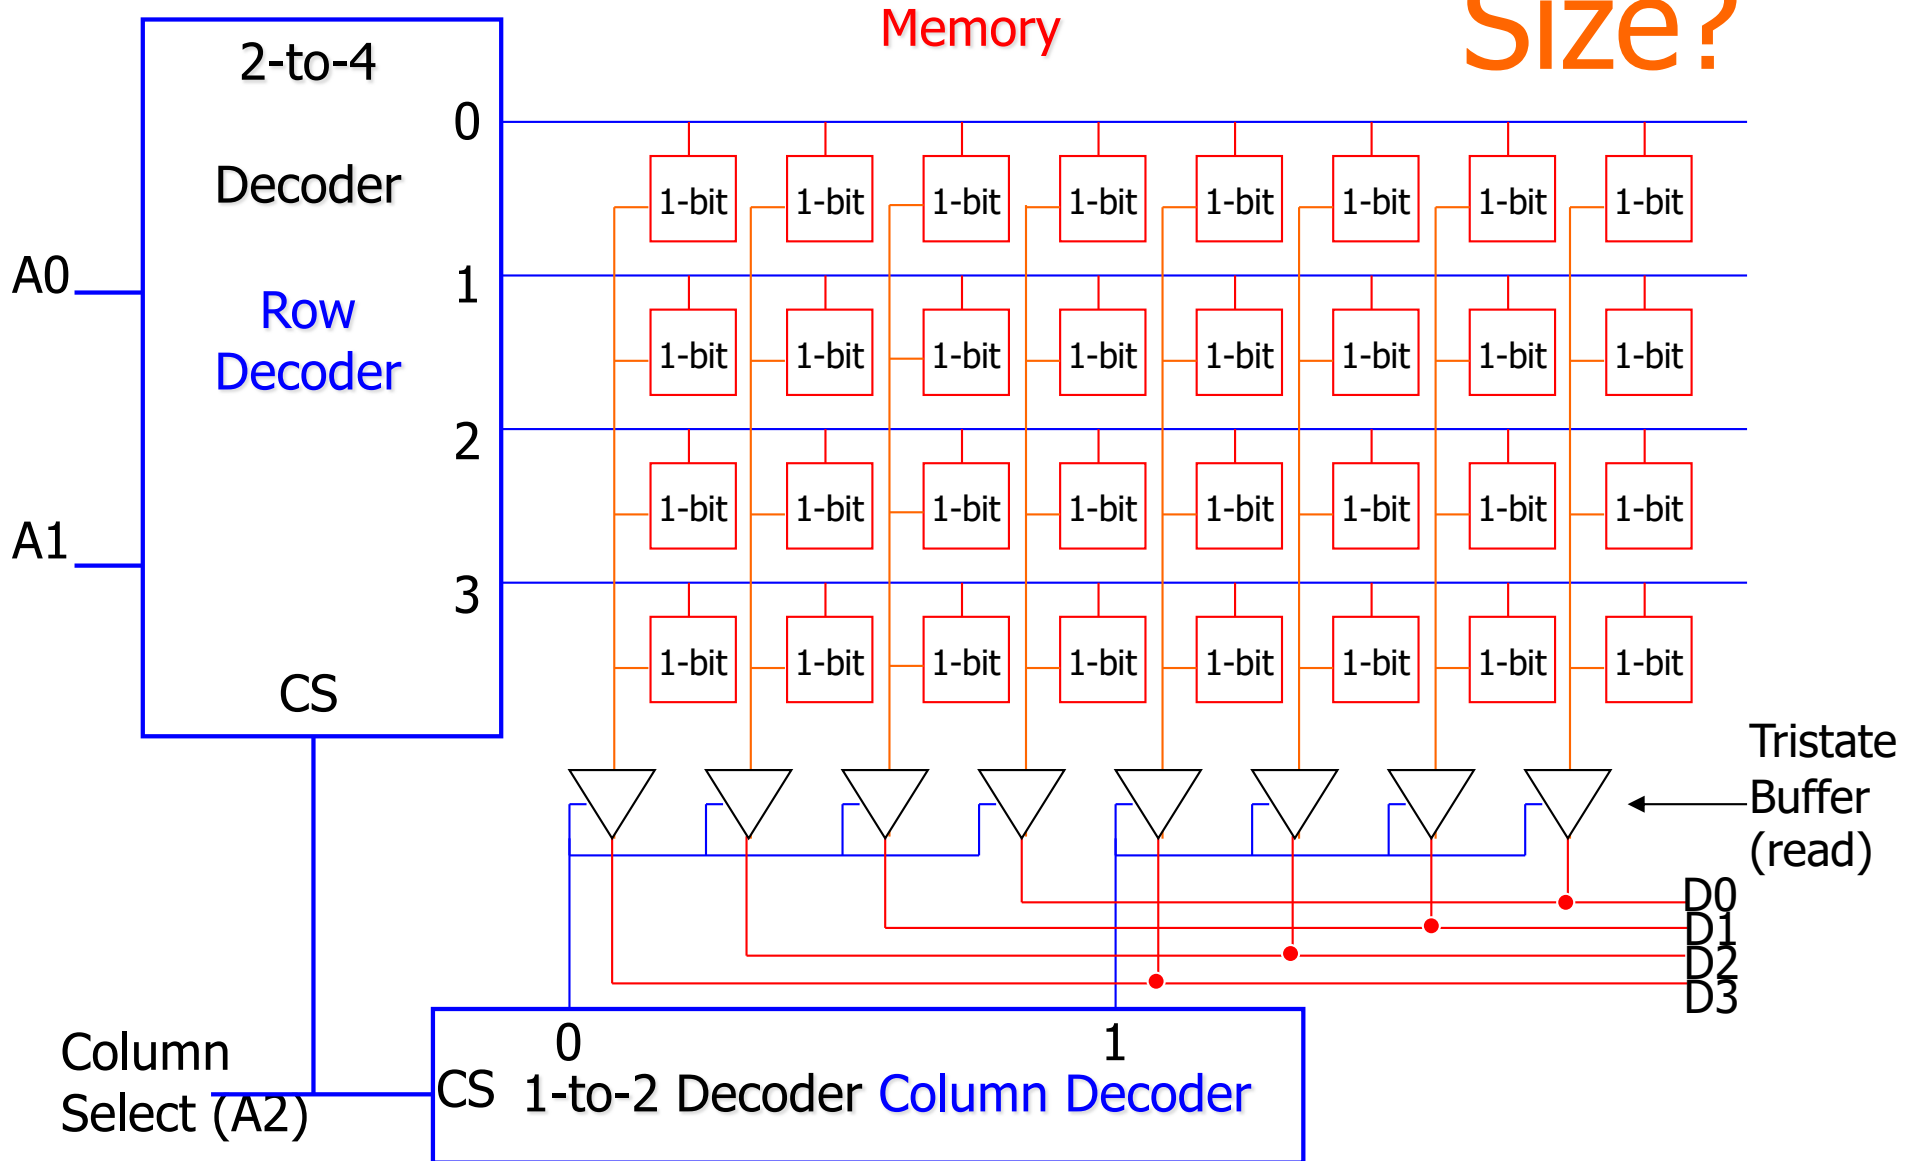 Memory
Size?
2-to-4
Decoder
Row
Decoder
CS
A0
A1
0
1
2
3
1-bit 1-bit 1-bit 1-bit 1-bit 1-bit 1-bit 1-bit
1-bit 1-bit 1-bit 1-bit 1-bit 1-bit 1-bit 1-bit
1-bit 1-bit 1-bit 1-bit 1-bit 1-bit 1-bit 1-bit
1-bit 1-bit 1-bit 1-bit 1-bit 1-bit 1-bit 1-bit
Tristate
Buffer
(read)
D0
D1
D2
D3
Column
Select (A2)
0 1
CS 1-to-2 Decoder Column Decoder